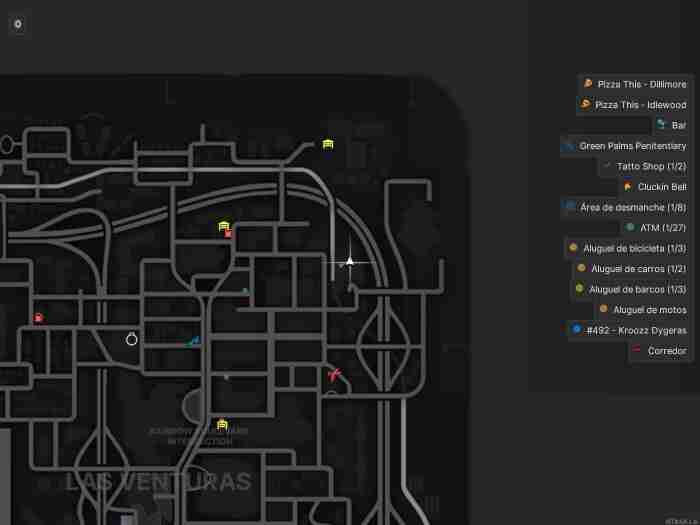 Pizza This - Dillimore
Pizza This - Idlewood
Bar
Green Palms Penitentiary
Tatto Shop (1/2)
Cluckin Bell
Área de desmanche (1/8)
ATM (1/27)
Aluguel de bicicleta (1/3)
Aluguel de carros (1/2)
Aluguel de barcos (1/3)
Aluguel de motos
#492 - Kroozz Dygeras
Corredor
INTERSECTION
LAS VENTURAS